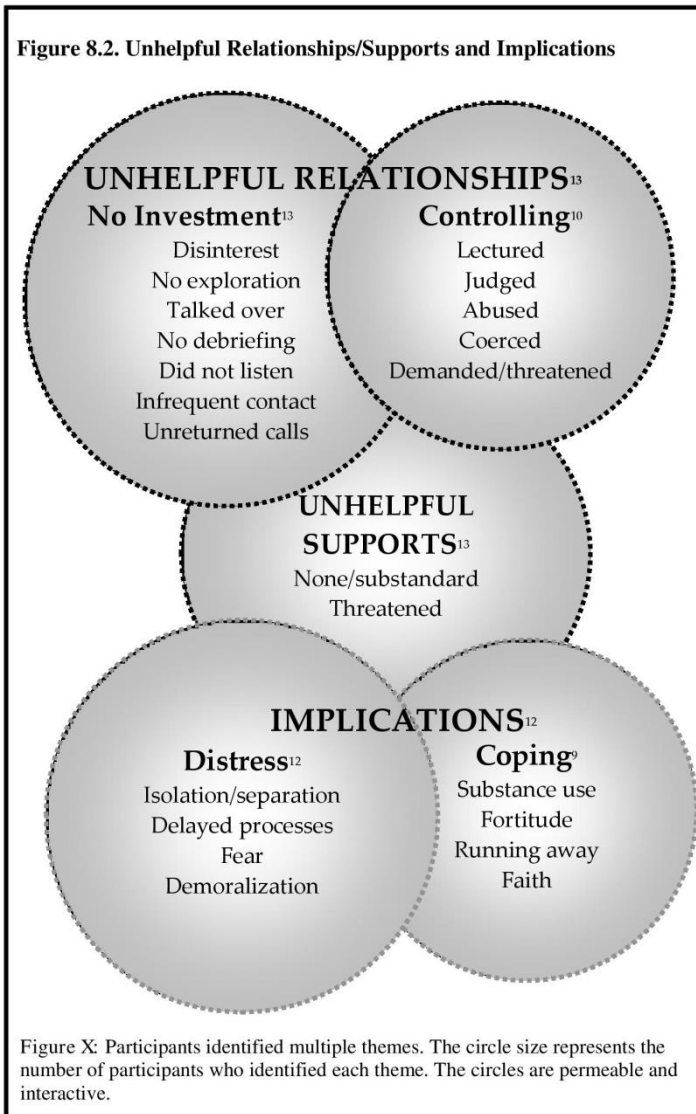 Figure 8.2. Unhelpful Relationships/Supports and Implications
UNHELPFUL RELATIONSHIPS13
No Investment13
Disinterest
No exploration
Talked over
No debriefing
Did not listen
Infrequent contact
Unreturned calls
Controlling10
Lectured
Judged
Abused
Coerced
Demanded/threatened
UNHELPFUL
SUPPORTS13
None/substandard
Threatened
IMPLICATIONS12
Distress12
Isolation/separation
Delayed processes
Fear
Demoralization
Coping9
Substance use
Fortitude
Running away
Faith
Figure X: Participants identified multiple themes. The circle size represents the
number of participants who identified each theme. The circles are permeable and
interactive.